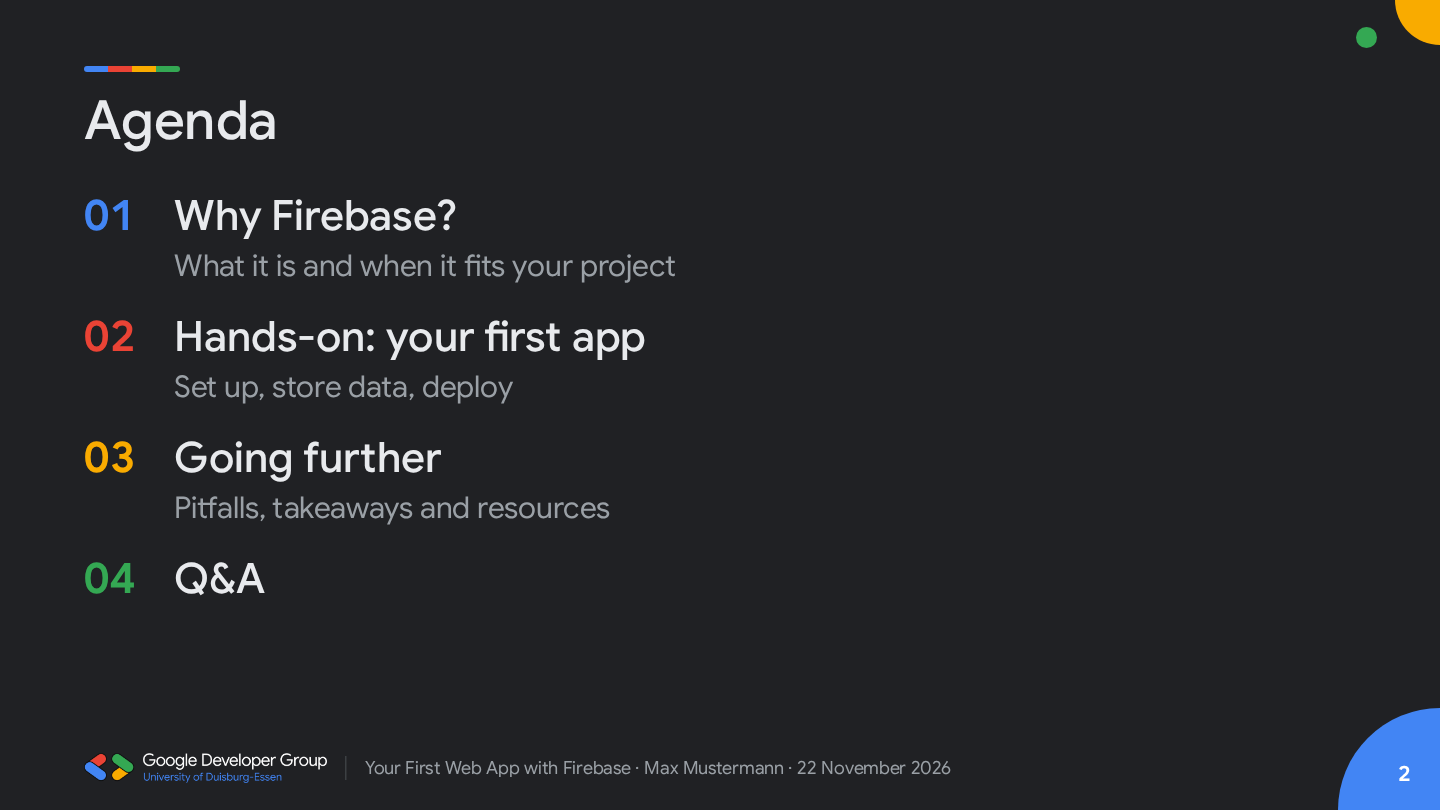 Agenda
01 Why Firebase?
What it is and when it fits your project
02 Hands-on: your first app
Set up, store data, deploy
03 Going further
Pitfalls, takeaways and resources
04 Q&A
Google Developer Group
University of Duisburg-Essen
Your First Web App with Firebase · Max Mustermann · 22 November 2026
2